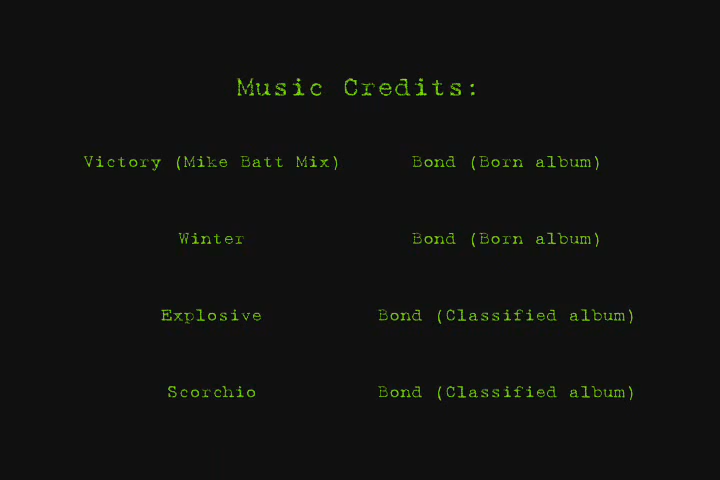 Music Credits:
Victory (Mike Batt Mix) Bond (Born album)
Winter Bond (Born album)
Explosive Bond (Classified album)
Scorchio Bond (Classified album)